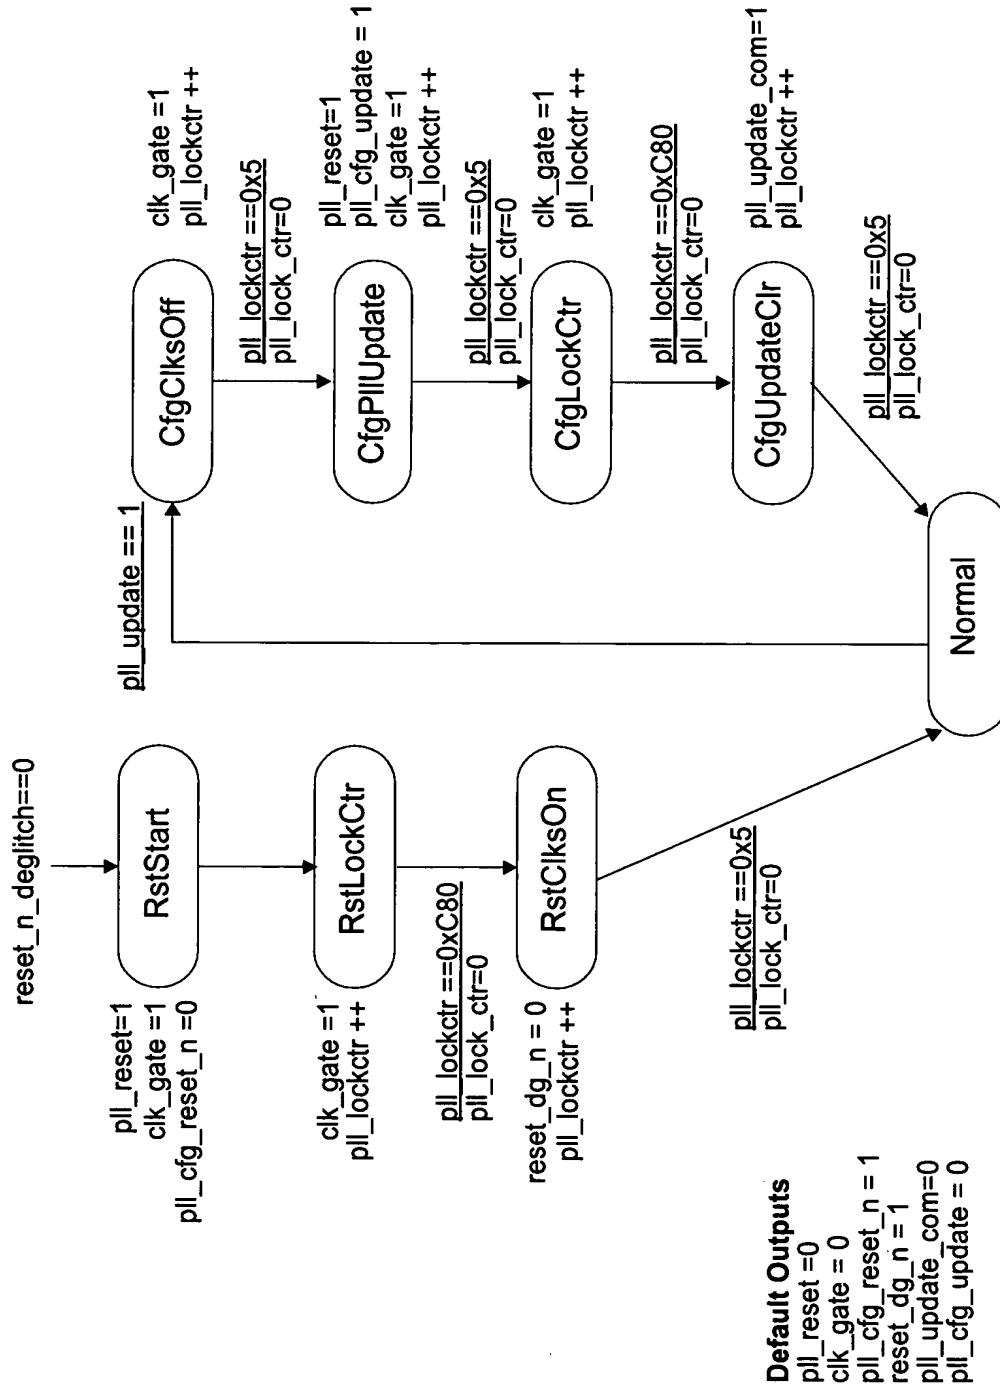 reset_n_deglitch==0
pll_reset=1
clk_gate =1
pll_cfg_reset_n =0
RstStart
clk_gate =1
pll_lockctr ++
RstLockCtr
pll_lockctr ==0xC80
pll_lock_ctr=0
reset_dg_n = 0
pll_lockctr ++
RstClksOn
pll_lockctr ==0x5
pll_lock_ctr=0
Normal
pll_update == 1
CfgClksOff
clk_gate =1
pll_lockctr ++
pll_lockctr ==0x5
pll_lock_ctr=0
CfgPllUpdate
pll_reset=1
pll_cfg_update = 1
clk_gate =1
pll_lockctr ++
pll_lockctr ==0x5
pll_lock_ctr=0
CfgLockCtr
clk_gate =1
pll_lockctr ++
pll_lockctr ==0xC80
pll_lock_ctr=0
CfgUpdateClr
pll_update_com=1
pll_lockctr ++
pll_lockctr ==0x5
pll_lock_ctr=0
Default Outputs
pll_reset =0
clk_gate = 0
pll_cfg_reset_n = 1
reset_dg_n = 1
pll_update_com=0
pll_cfg_update = 0